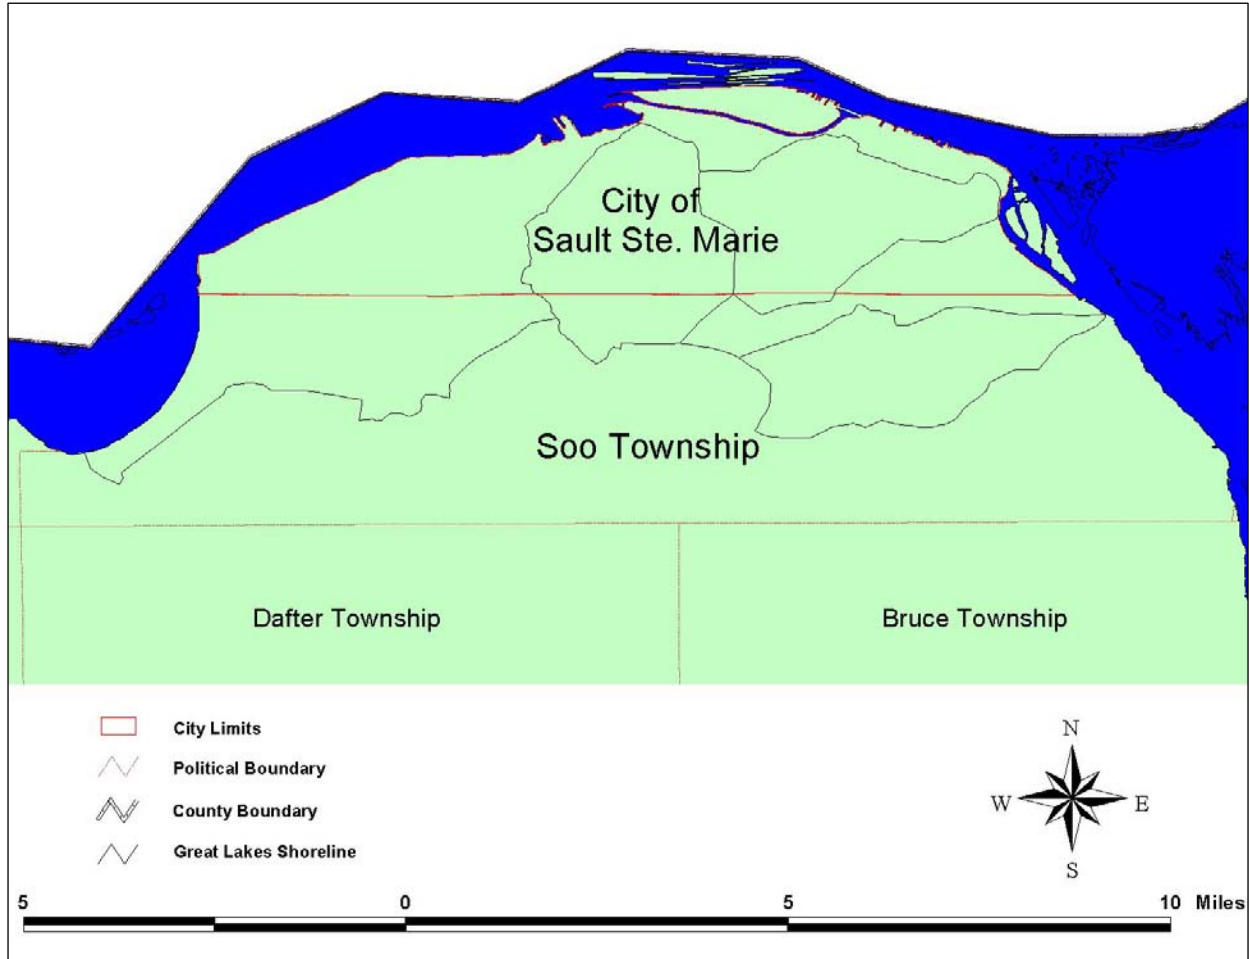 City of
Sault Ste. Marie
Soo Township
Dafter Township
Bruce Township
City Limits
Political Boundary
County Boundary
Great Lakes Shoreline
N
W E
S
5 0 5 10 Miles